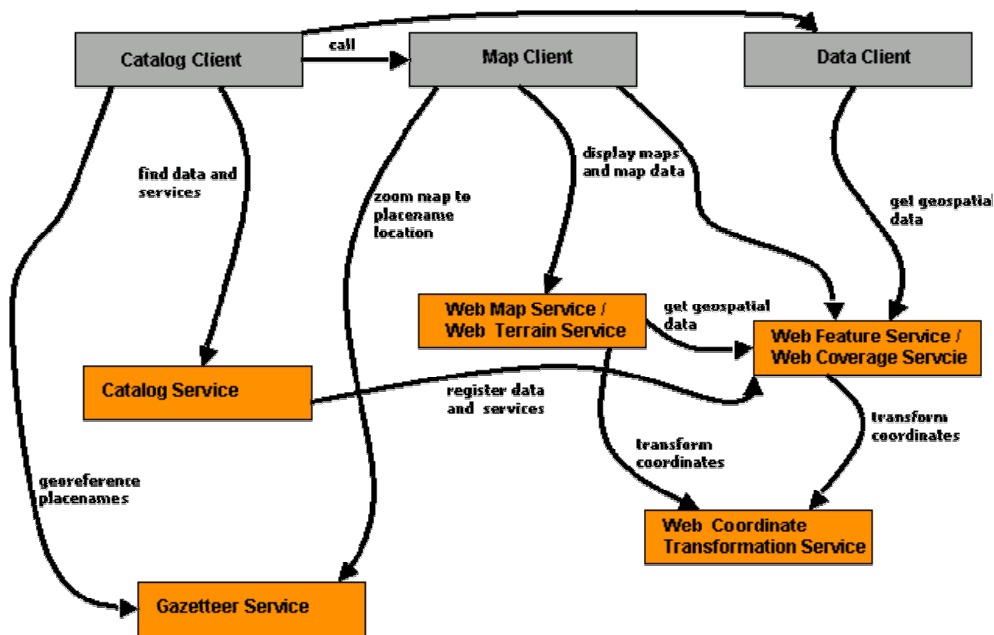 call
Catalog Client
Map Client
Data Client
find data and
services
display maps
and map data
zoom map to
placename
location
get geospatial
data
Web Map Service /
Web Terrain Service
get geospatial
data
Web Feature Service /
Web Coverage Servcie
Catalog Service
register data
and services
transform
coordinates
transform
coordinates
georeference
placenames
Web Coordinate
Transformation Service
Gazetteer Service